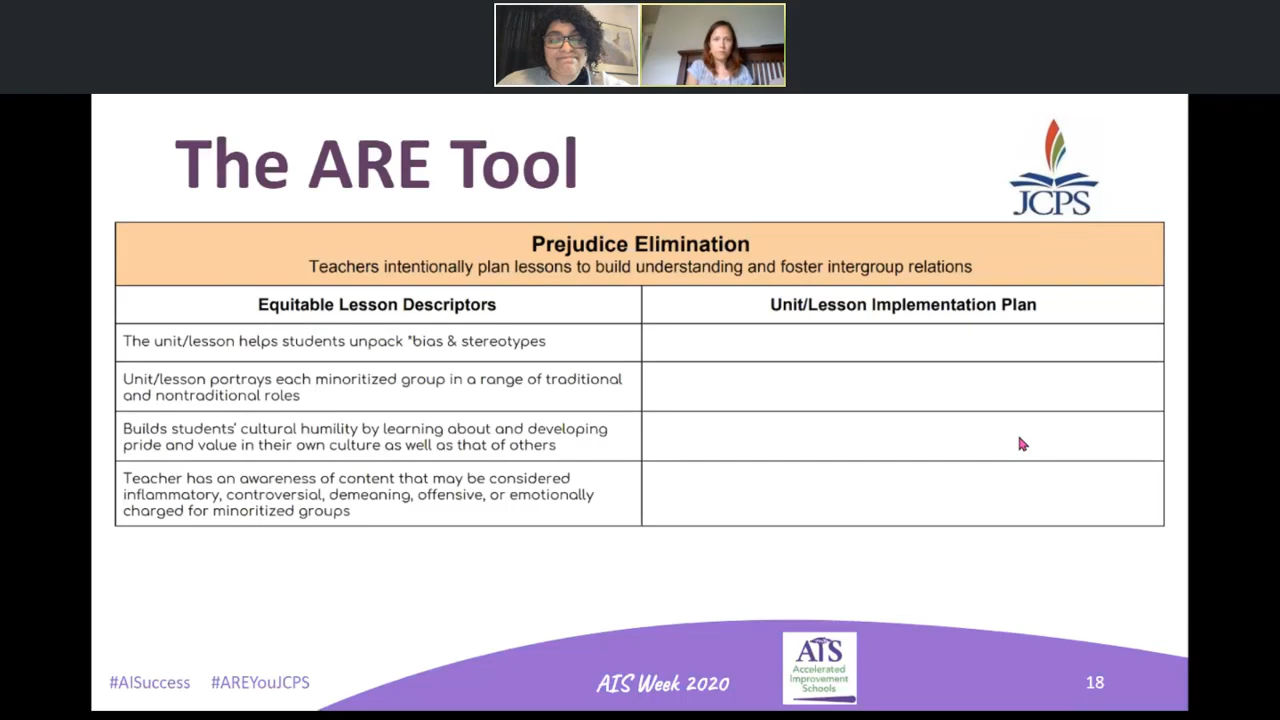 The ARE Tool
JCPS
Prejudice Elimination
Teachers intentionally plan lessons to build understanding and foster intergroup relations
Equitable Lesson Descriptors
Unit/Lesson Implementation Plan
The unit/lesson helps students unpack *bias & stereotypes
Unit/lesson portrays each minoritized group in a range of traditional
and nontraditional roles
Builds students' cultural humility by learning about and developing
pride and value in their own culture as well as that of others
Teacher has an awareness of content that may be considered
inflammatory, controversial, demeaning, offensive, or emotionally
charged for minoritized groups
#AISuccess #AREYouJCPS
AIS Week 2020
AIS
Accelerated
Improvement
Schools
18